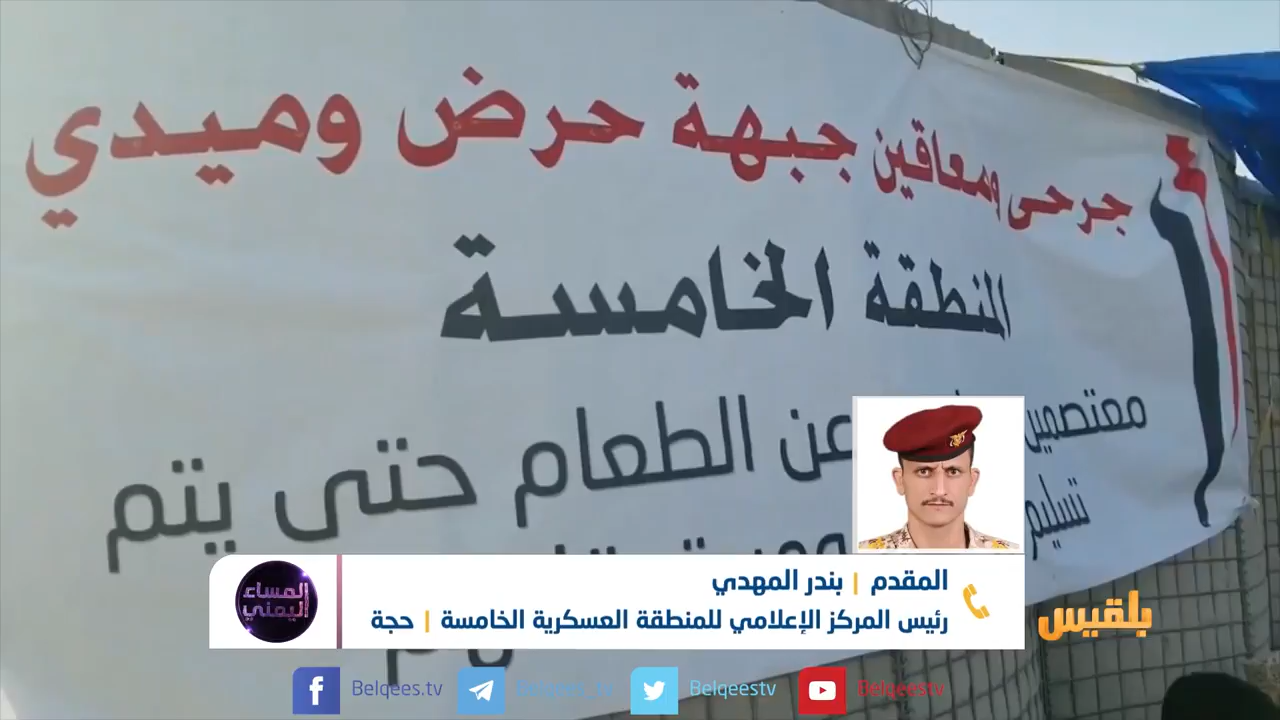 جرحى ومعاقين جبهة حرض وميدي
المنطقة الخامسة
معتصمين عن الطعام حتى يتم
تسليم
المقدم | بندر المهدي
رئيس المركز الإعلامي للمنطقة العسكرية الخامسة | حجة
المساء
اليمني
بلقيس
Belqees.tv
Belqees_tv
Belqeestv
Belqeestv